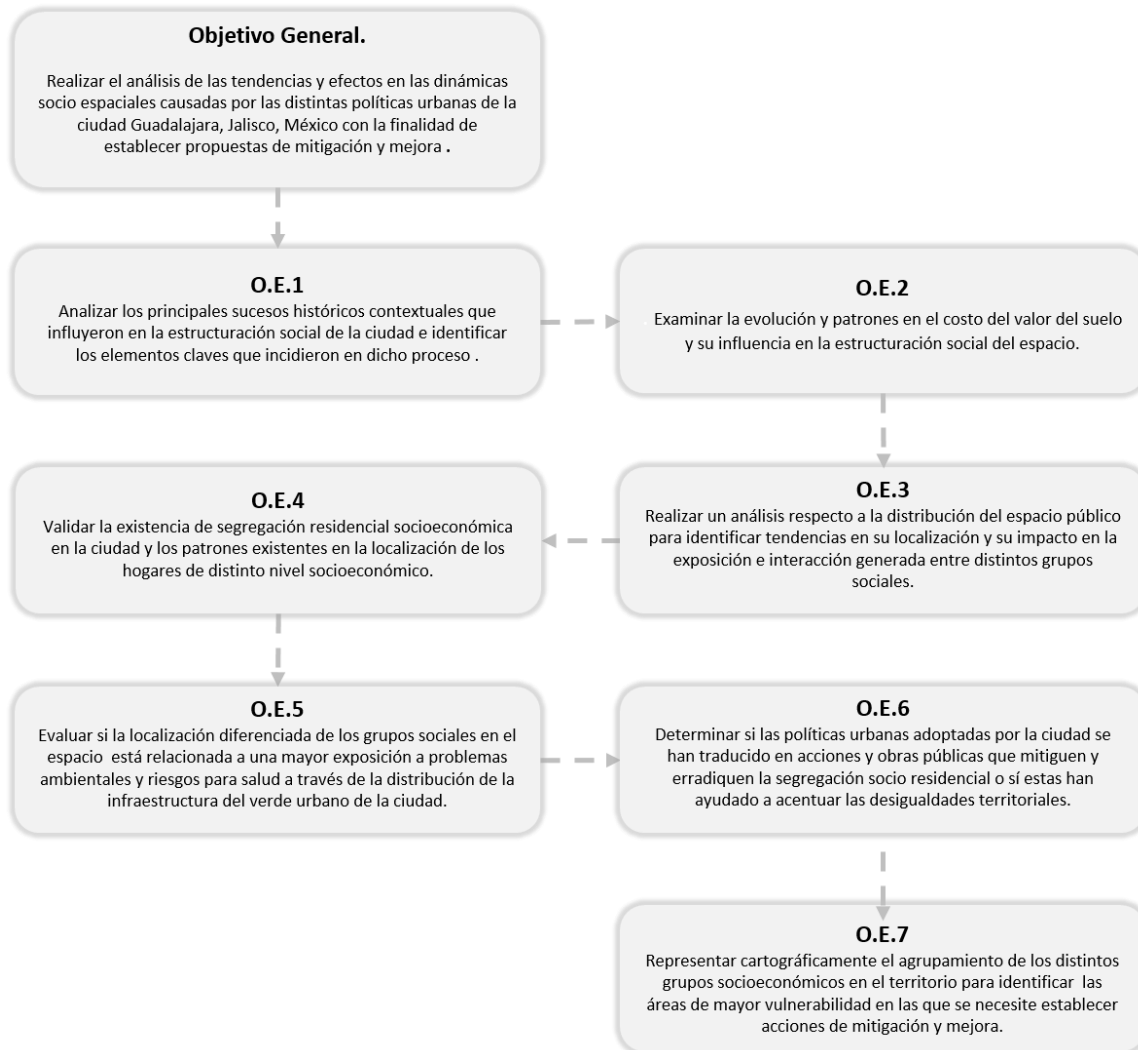 Objetivo General.
Realizar el análisis de las tendencias y efectos en las dinámicas
socio espaciales causadas por las distintas políticas urbanas de la
ciudad Guadalajara, Jalisco, México con la finalidad de
establecer propuestas de mitigación y mejora .
O.E.1
Analizar los principales sucesos históricos contextuales que
influyeron en la estructuración social de la ciudad e identificar
los elementos claves que incidieron en dicho proceso .
O.E.2
. Examinar la evolución y patrones en el costo del valor del suelo
y su influencia en la estructuración social del espacio.
O.E.3
Realizar un análisis respecto a la distribución del espacio público
para identificar tendencias en su localización y su impacto en la
exposición e interacción generada entre distintos grupos
sociales.
O.E.4
Validar la existencia de segregación residencial socioeconómica
en la ciudad y los patrones existentes en la localización de los
hogares de distinto nivel socioeconómico.
O.E.5
Evaluar si la localización diferenciada de los grupos sociales en el
espacio está relacionada a una mayor exposición a problemas
ambientales y riesgos para salud a través de la distribución de la
infraestructura del verde urbano de la ciudad.
O.E.6
Determinar si las políticas urbanas adoptadas por la ciudad se
han traducido en acciones y obras públicas que mitiguen y
erradiquen la segregación socio residencial o sí estas han
ayudado a acentuar las desigualdades territoriales.
O.E.7
Representar cartográficamente el agrupamiento de los distintos
grupos socioeconómicos en el territorio para identificar las
áreas de mayor vulnerabilidad en las que se necesite establecer
acciones de mitigación y mejora.